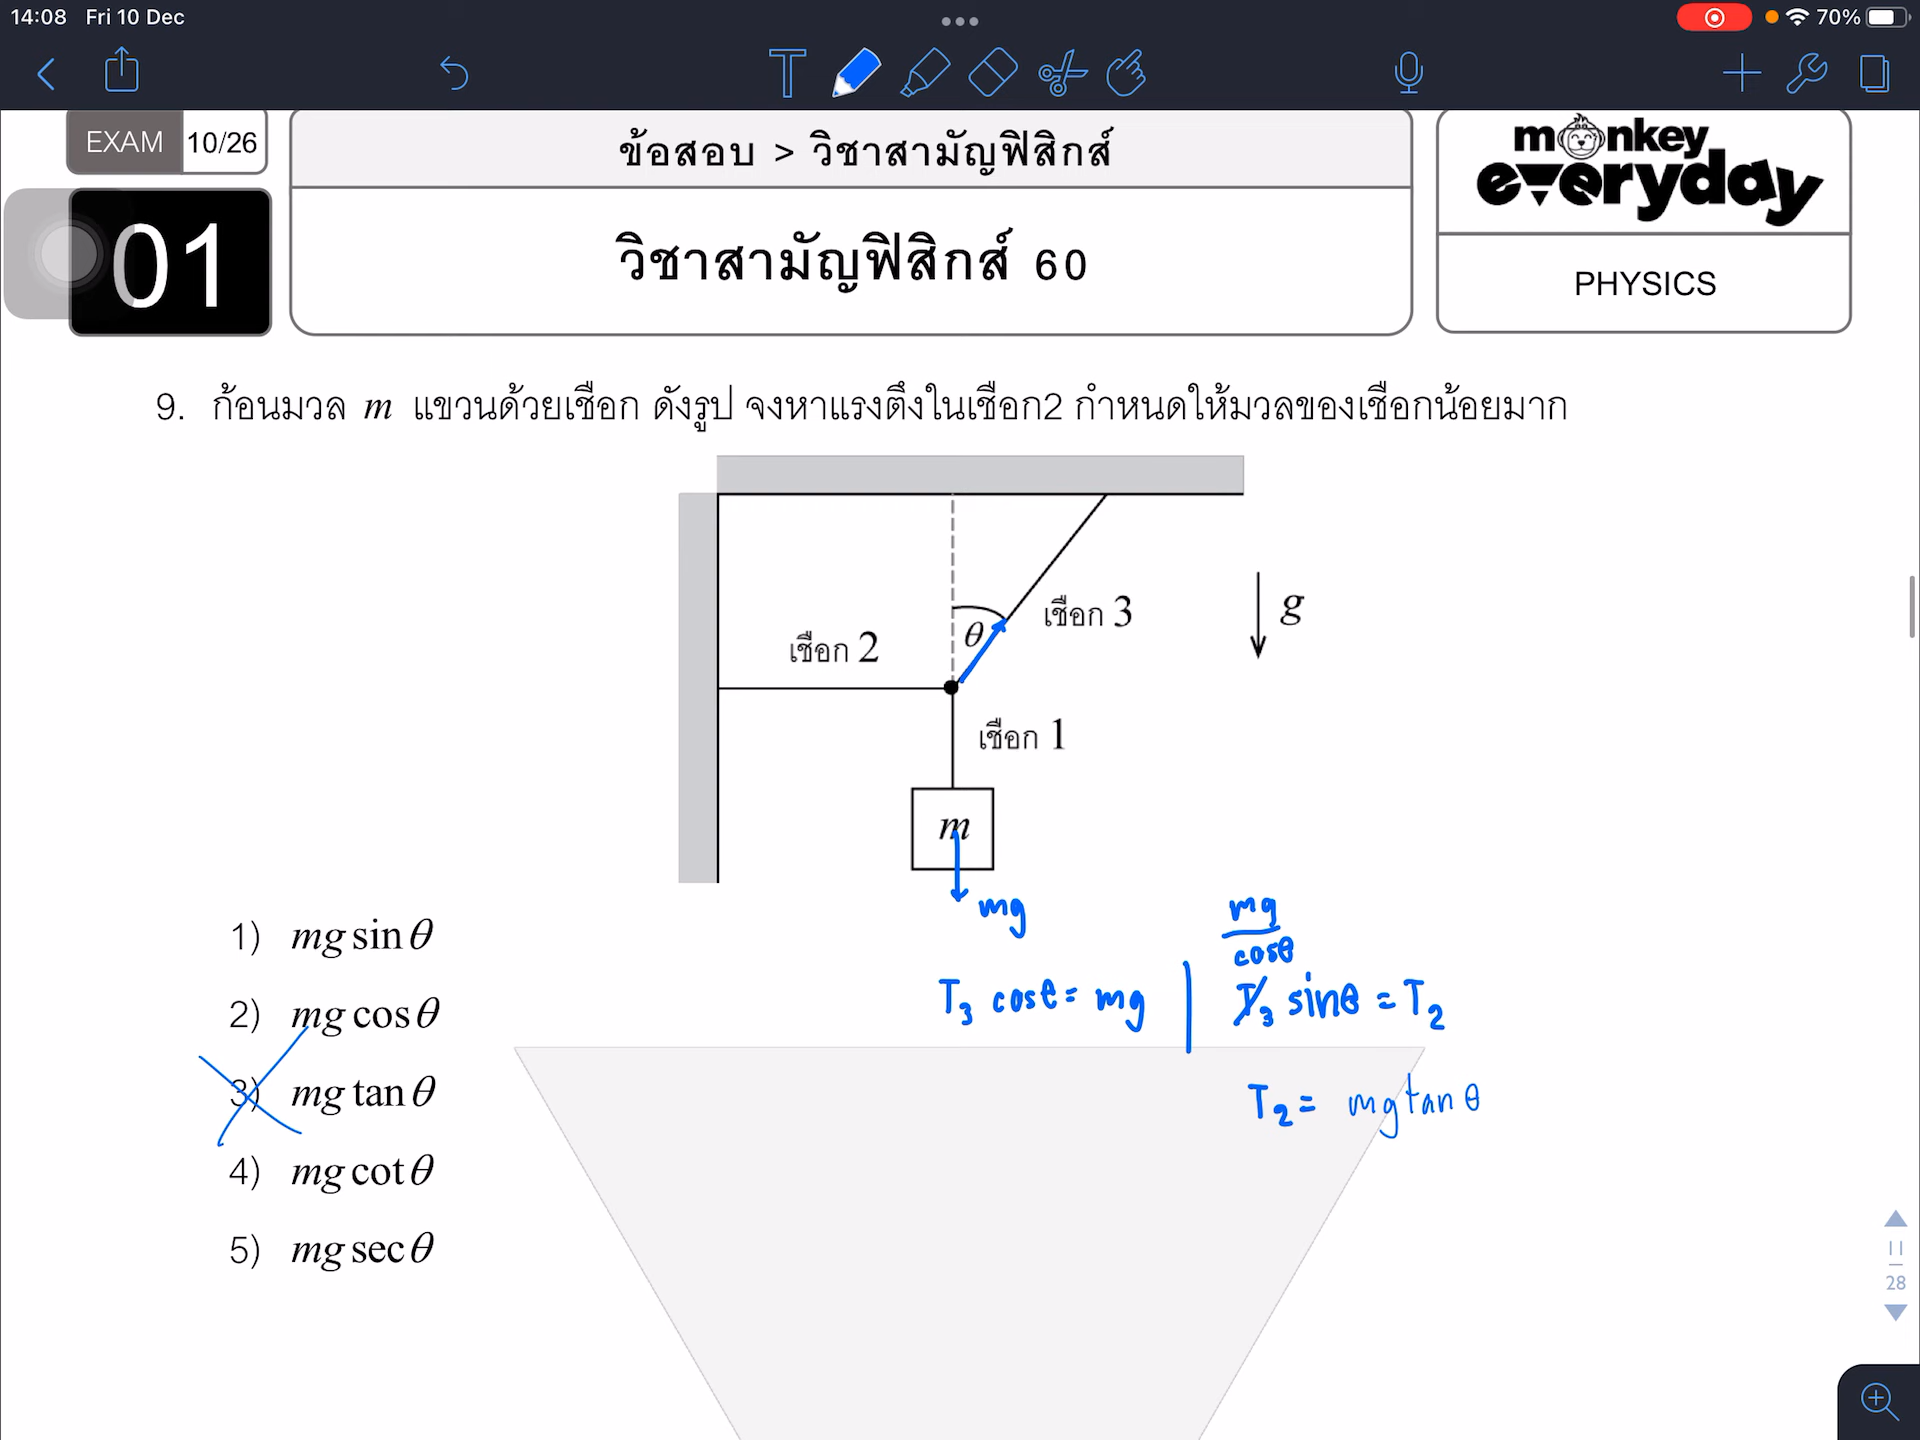 14:08 Fri 10 Dec
70%
EXAM 10/26
ข้อสอบ > วิชาสามัญฟิสิกส์
monkey everyday
01
วิชาสามัญฟิสิกส์ 60
PHYSICS
9. ก้อนมวล m แขวนด้วยเชือก ดังรูป จงหาแรงตึงในเชือก2 กำหนดให้มวลของเชือกน้อยมาก
θ
เชือก 3
g
เชือก 2
เชือก 1
m
mg
mg
cosθ
T3 cosθ = mg
T3 sinθ = T2
T2 = mg tan θ
1) mg sin θ
2) mg cos θ
3) mg tan θ
4) mg cot θ
5) mg sec θ
11
28